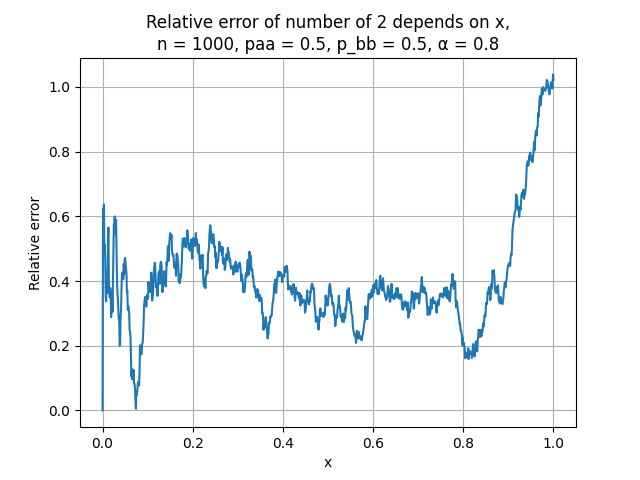 Relative error of number of 2 depends on x,
n = 1000, paa = 0.5, p_bb = 0.5, α = 0.8
1.0
0.8
0.6
0.4
0.2
0.0
Relative error
0.0 0.2 0.4 0.6 0.8 1.0
x